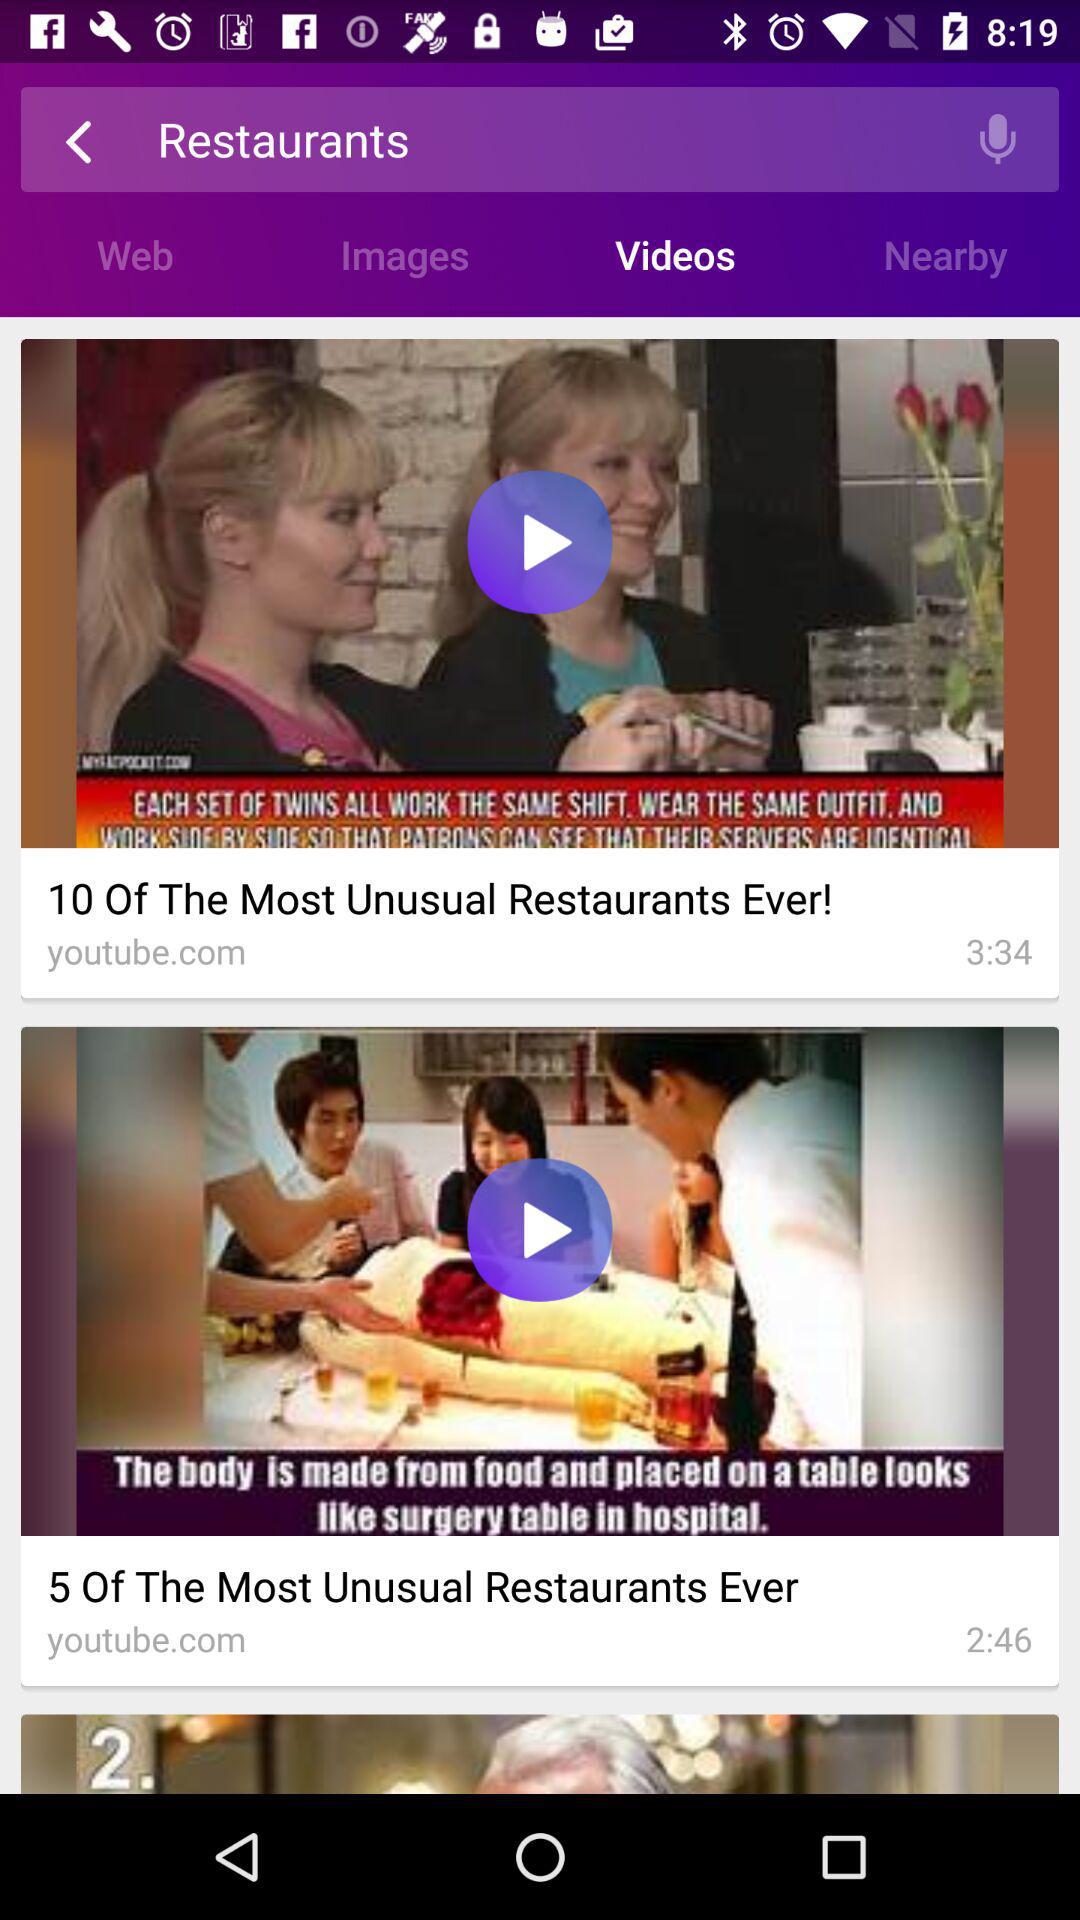 FAKE
8:19
Restaurants
Web Images Videos Nearby
MYFATPOCKET.COM
EACH SET OF TWINS ALL WORK THE SAME SHIFT, WEAR THE SAME OUTFIT, AND
WORK SIDE BY SIDE SO THAT PATRONS CAN SEE THAT THEIR SERVERS ARE IDENTICAL
10 Of The Most Unusual Restaurants Ever!
youtube.com 3:34
The body is made from food and placed on a table looks
like surgery table in hospital.
5 Of The Most Unusual Restaurants Ever
youtube.com 2:46
2.